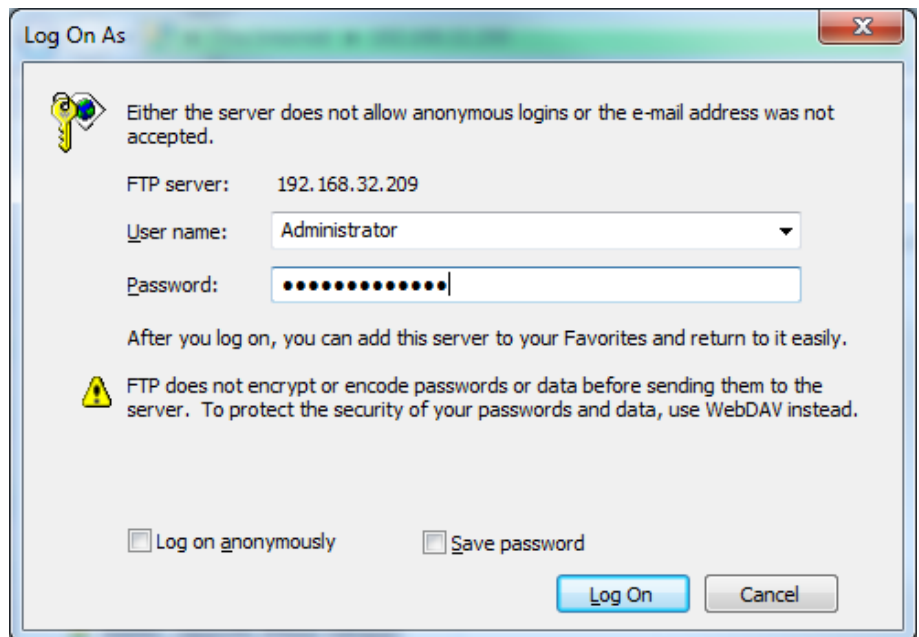 Log On As
Either the server does not allow anonymous logins or the e-mail address was not
accepted.
FTP server: 192.168.32.209
User name: Administrator
Password: •••••••••••••
After you log on, you can add this server to your Favorites and return to it easily.
FTP does not encrypt or encode passwords or data before sending them to the
server. To protect the security of your passwords and data, use WebDAV instead.
Log on anonymously Save password
Log On Cancel